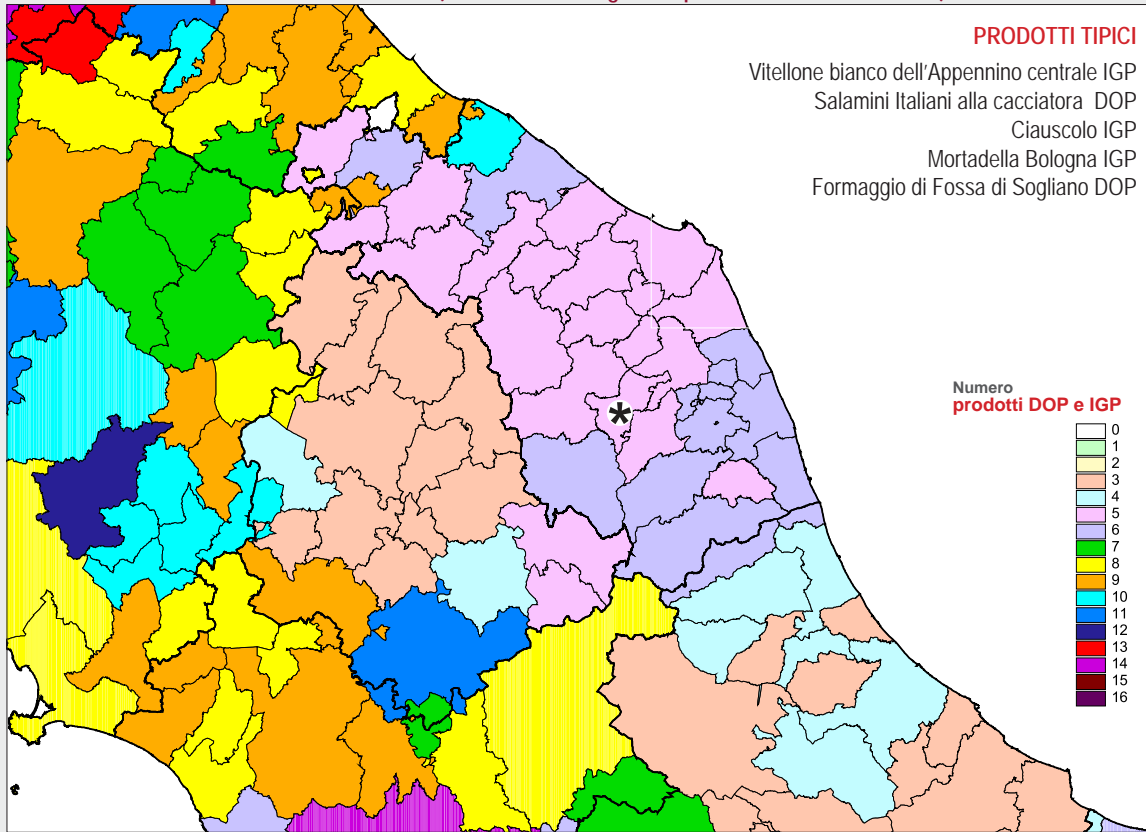 PRODOTTI TIPICI
Vitellone bianco dell'Appennino centrale IGP
Salamini Italiani alla cacciatora DOP
Ciauscolo IGP
Mortadella Bologna IGP
Formaggio di Fossa di Sogliano DOP
*
Numero
prodotti DOP e IGP
0
1
2
3
4
5
6
7
8
9
10
11
12
13
14
15
16